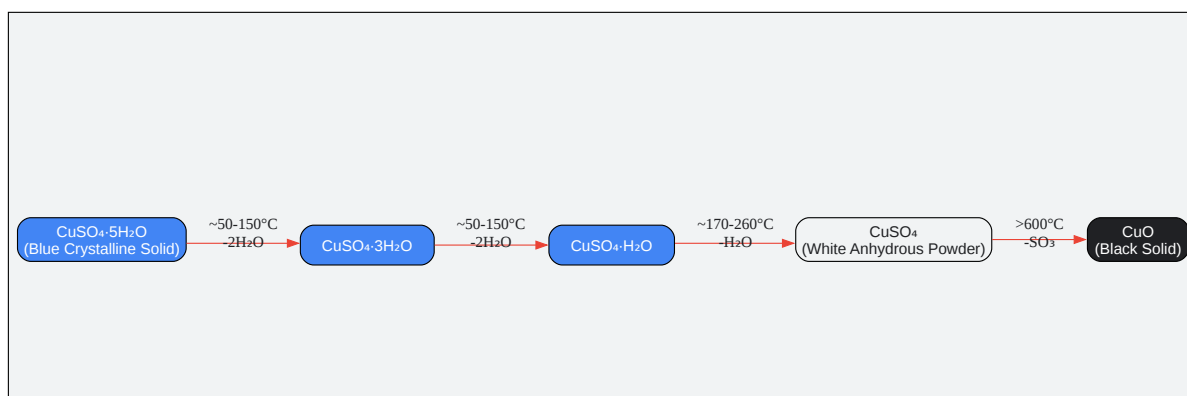 CuSO₄·5H₂O
(Blue Crystalline Solid)
~50-150°C
-2H₂O
CuSO₄·3H₂O
~50-150°C
-2H₂O
CuSO₄·H₂O
~170-260°C
-H₂O
CuSO₄
(White Anhydrous Powder)
>600°C
-SO₃
CuO
(Black Solid)